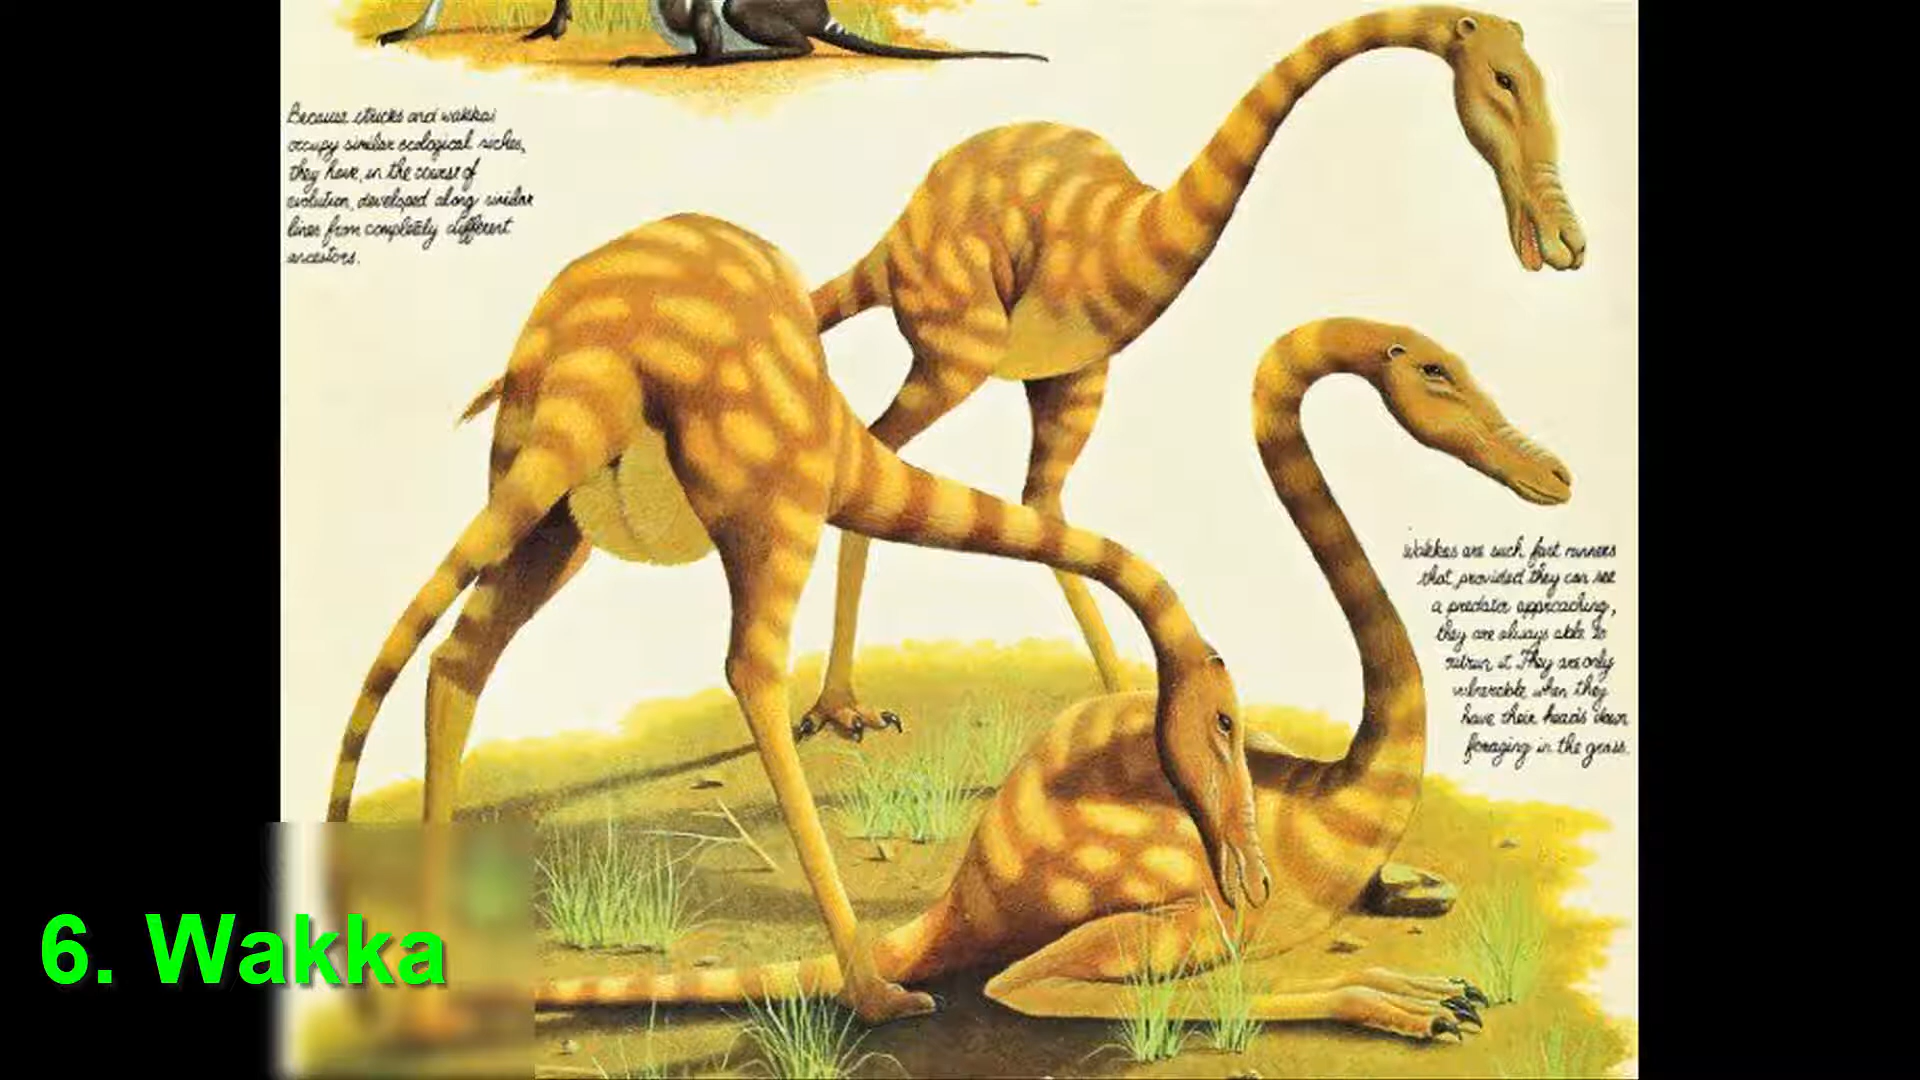 Because strucks and wakkai
occupy similar ecological niches,
they have, in the course of
evolution, developed along similar
lines from completely different
ancestors.
Wakkas are such fast runners
that, provided they can see
a predator approaching,
they are always able to
outrun it. They are only
vulnerable when they
have their heads down
foraging in the grass.
6. Wakka